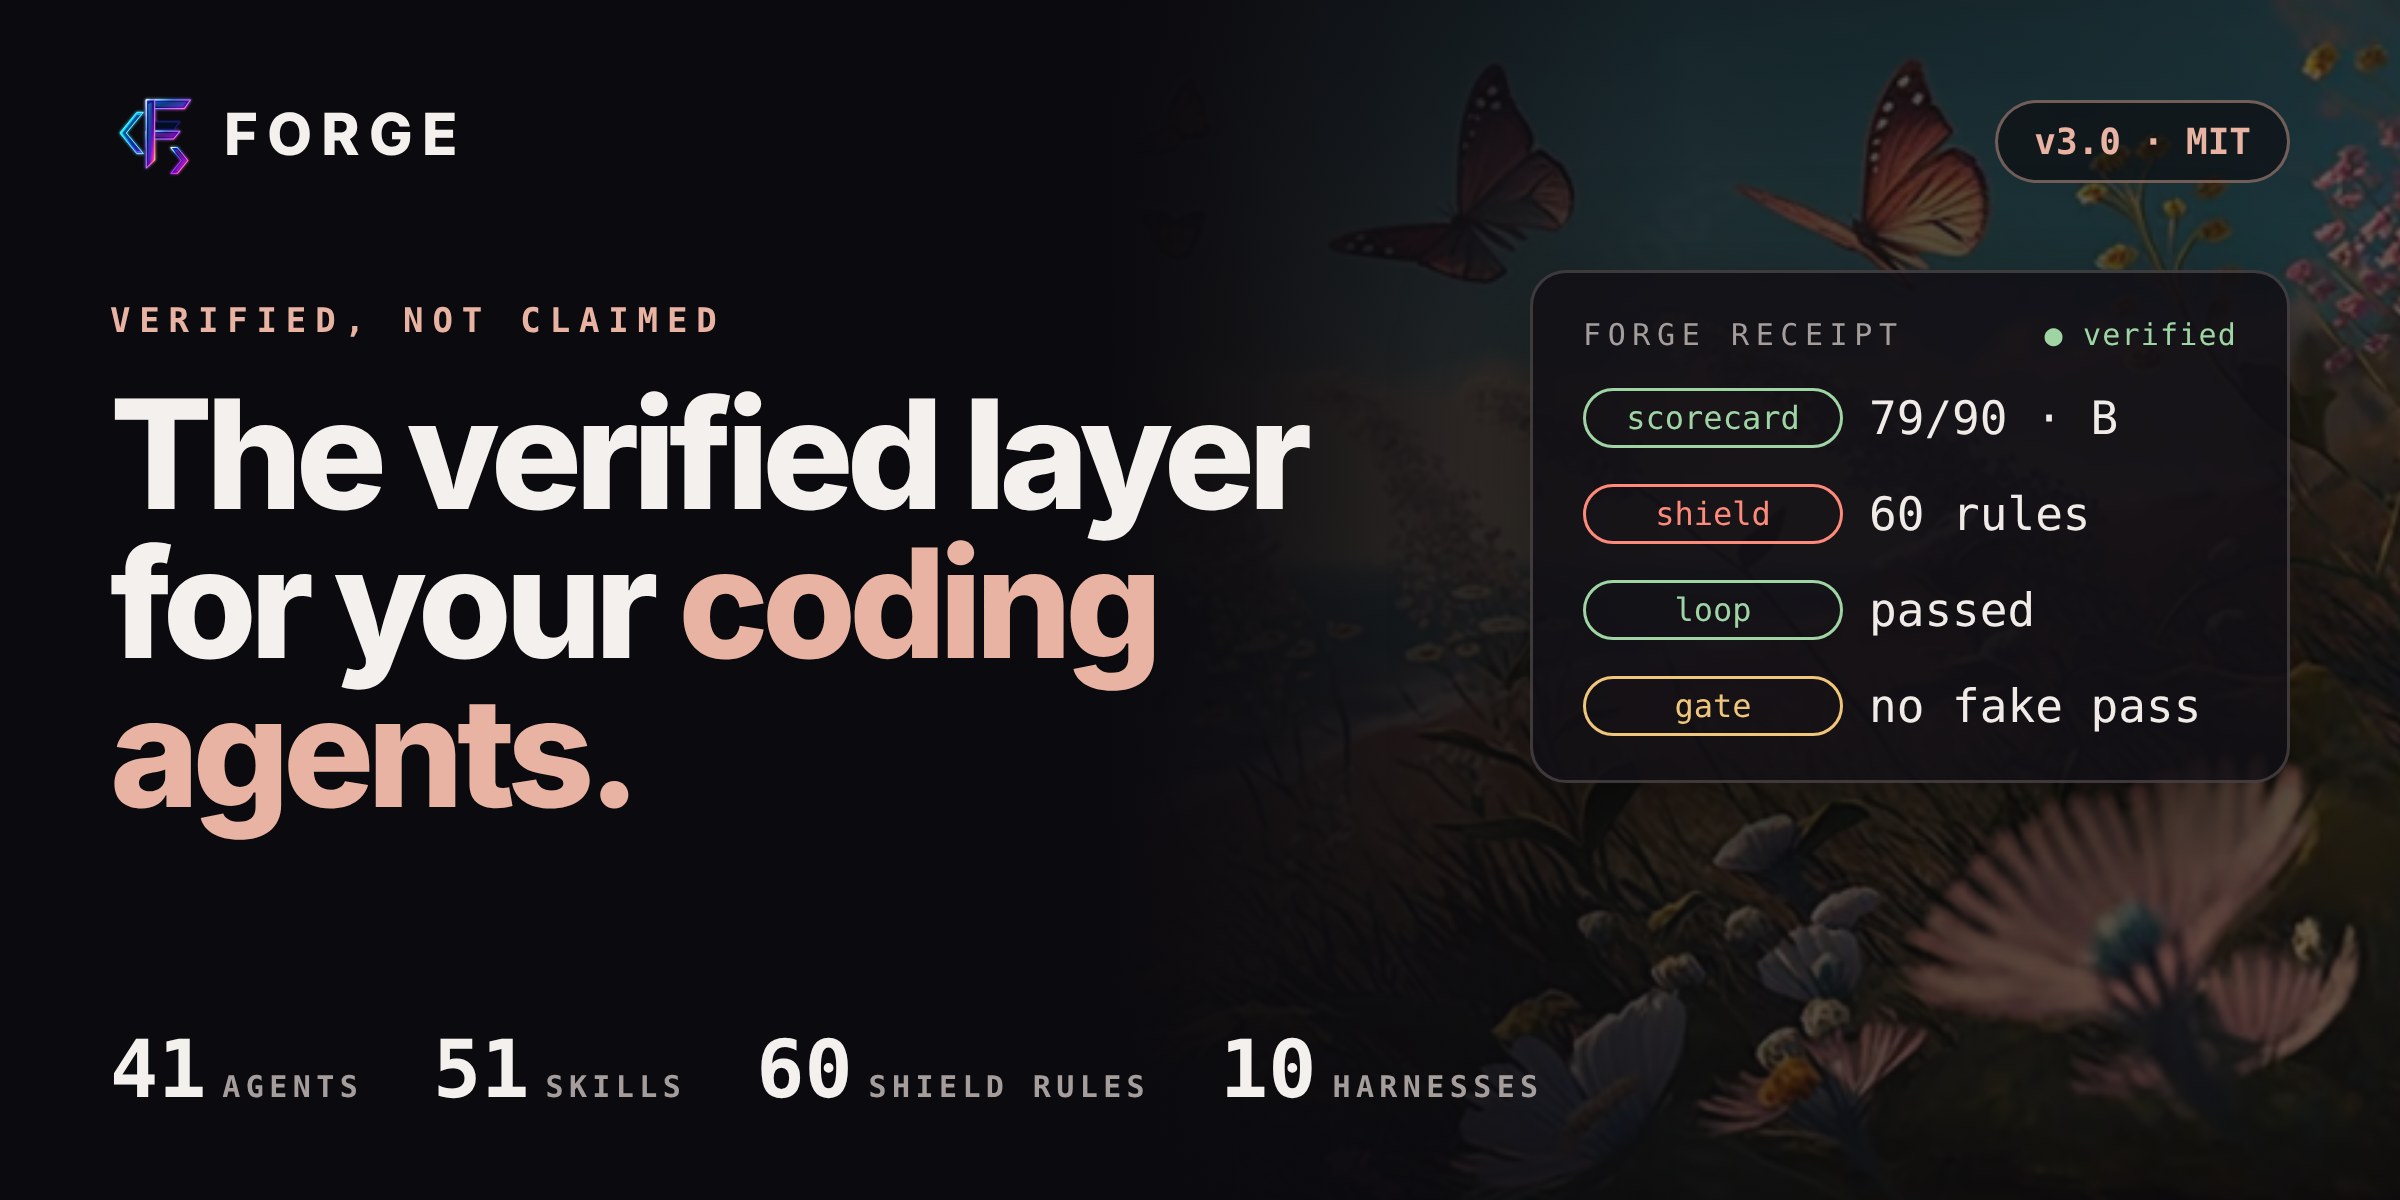 FORGE
v3.0 · MIT
VERIFIED, NOT CLAIMED
The verified layer
for your coding
agents.
FORGE RECEIPT ● verified
scorecard 79/90 · B
shield 60 rules
loop passed
gate no fake pass
41 AGENTS 51 SKILLS 60 SHIELD RULES 10 HARNESSES